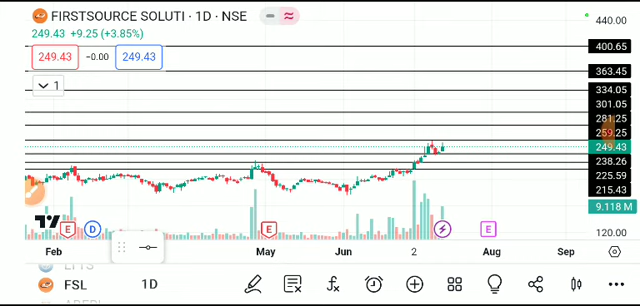 FIRSTSOURCE SOLUTI · 1D · NSE
249.43 +9.25 (+3.85%)
249.43 −0.00 249.43
1
440.00
400.65
363.45
334.05
301.05
281.25
259.25
249.43
238.26
225.59
215.43
9.118 M
120.00
E D E E
Feb May Jun 2 Aug Sep
FSL 1D